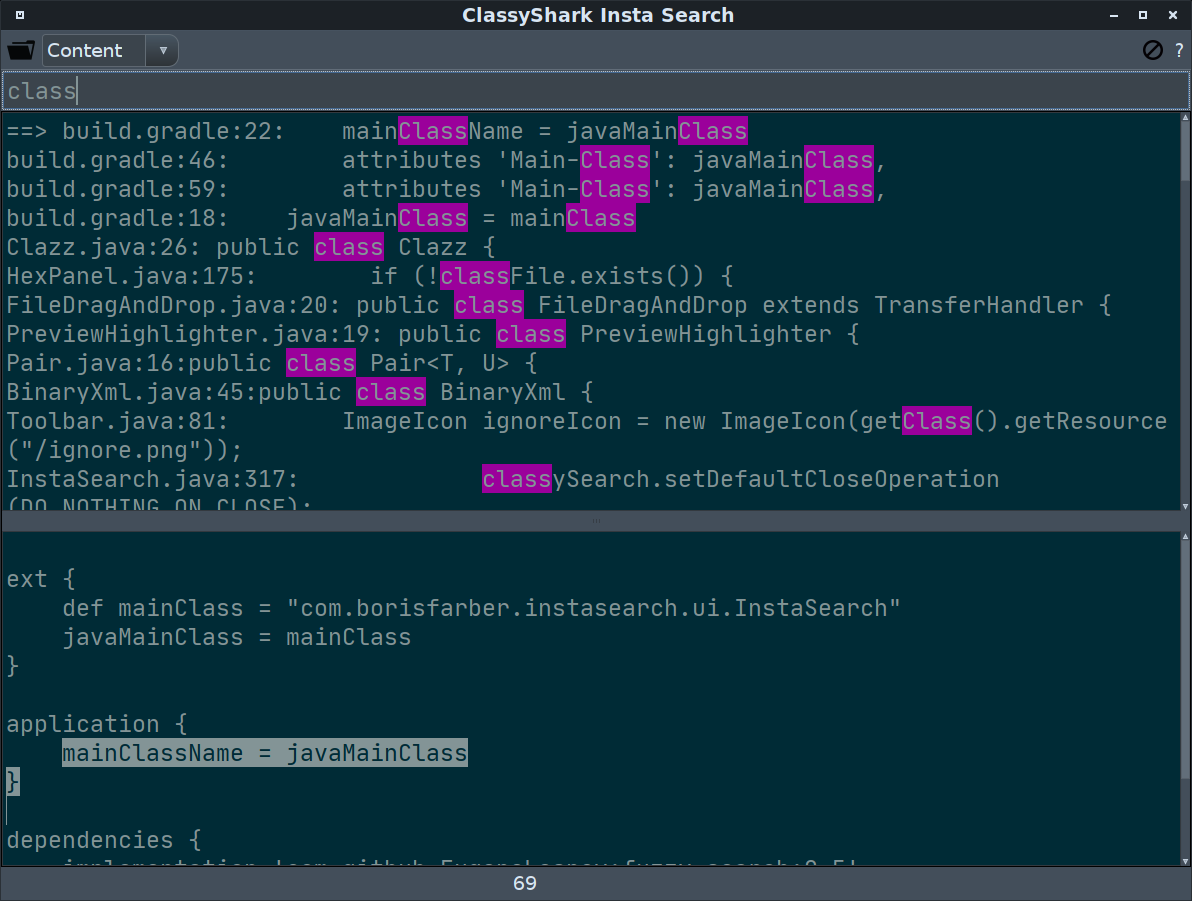 ClassyShark Insta Search
Content
?
class
==> build.gradle:22:    mainClassName = javaMainClass
build.gradle:46:        attributes 'Main-Class': javaMainClass,
build.gradle:59:        attributes 'Main-Class': javaMainClass,
build.gradle:18:    javaMainClass = mainClass
Clazz.java:26: public class Clazz {
HexPanel.java:175:        if (!classFile.exists()) {
FileDragAndDrop.java:20: public class FileDragAndDrop extends TransferHandler {
PreviewHighlighter.java:19: public class PreviewHighlighter {
Pair.java:16:public class Pair<T, U> {
BinaryXml.java:45:public class BinaryXml {
Toolbar.java:81:        ImageIcon ignoreIcon = new ImageIcon(getClass().getResource
("/ignore.png"));
InstaSearch.java:317:             classySearch.setDefaultCloseOperation
(DO_NOTHING_ON_CLOSE);
ext {
    def mainClass = "com.borisfarber.instasearch.ui.InstaSearch"
    javaMainClass = mainClass
}
application {
    mainClassName = javaMainClass
}
dependencies {
    implementation 'com.github.
69